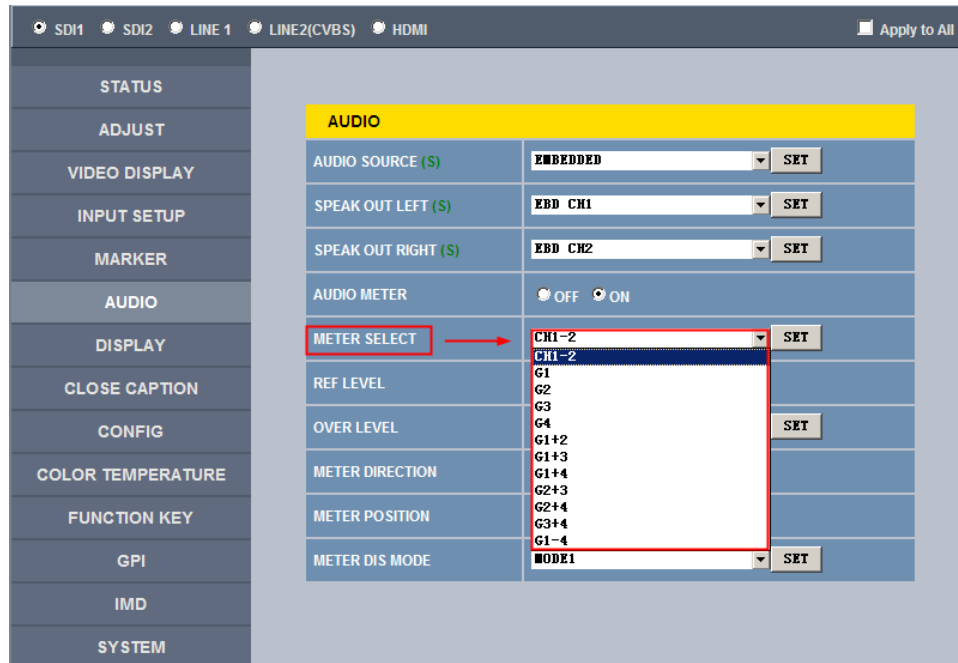 SDI1 SDI2 LINE 1 LINE2(CVBS) HDMI Apply to All
STATUS
ADJUST
VIDEO DISPLAY
INPUT SETUP
MARKER
AUDIO
DISPLAY
CLOSE CAPTION
CONFIG
COLOR TEMPERATURE
FUNCTION KEY
GPI
IMD
SYSTEM
AUDIO
AUDIO SOURCE (S) EMBEDDED SET
SPEAK OUT LEFT (S) EBD CH1 SET
SPEAK OUT RIGHT (S) EBD CH2 SET
AUDIO METER OFF ON
METER SELECT CH1-2 SET
CH1-2
G1
G2
G3
G4
G1+2
G1+3
G1+4
G2+3
G2+4
G3+4
G1-4
REF LEVEL
OVER LEVEL SET
METER DIRECTION
METER POSITION
METER DIS MODE MODE1 SET